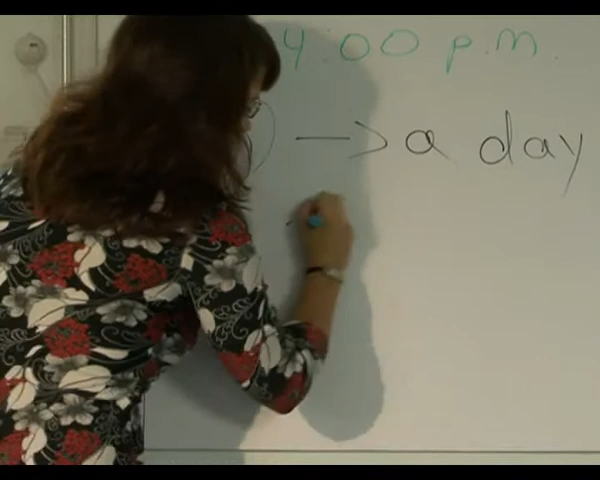 4:00 p.m.
) → a day